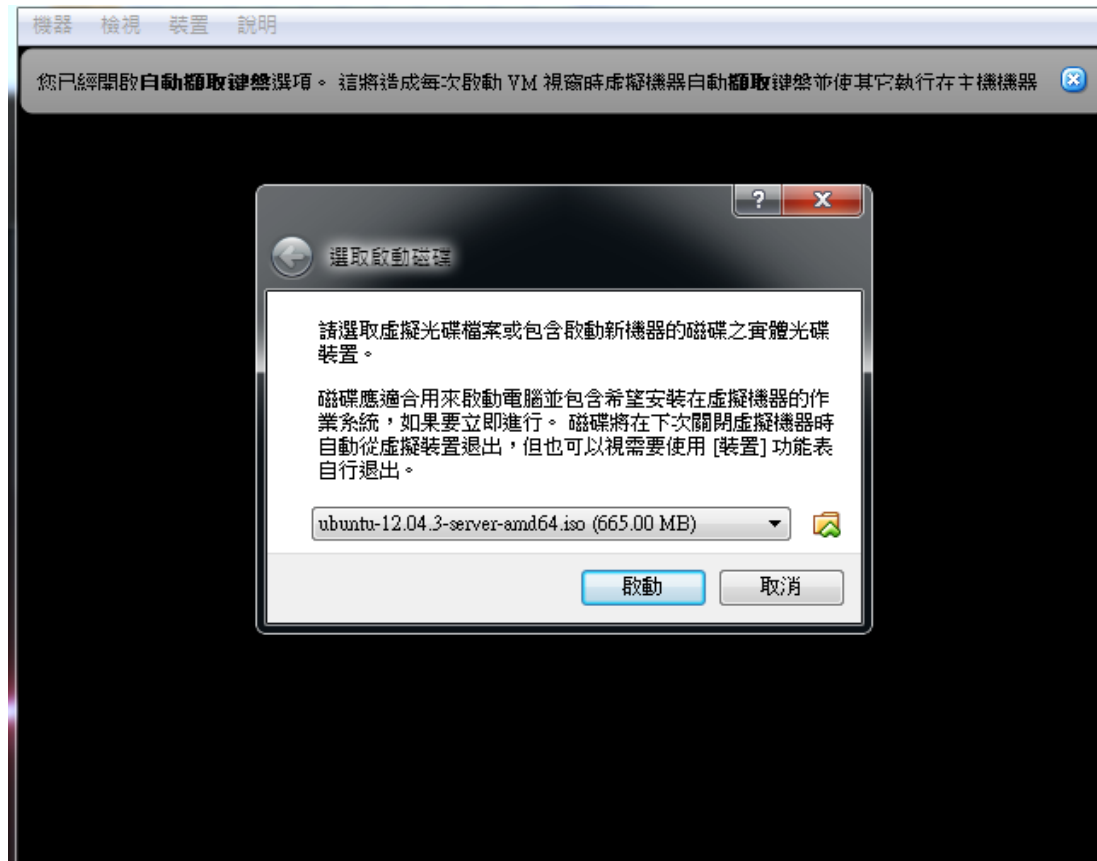 機器 檢視 裝置 說明
您已經開啟自動擷取鍵盤選項。 這將造成每次啟動 VM 視窗時虛擬機器自動擷取鍵盤並使其它執行在主機機器
?
選取啟動磁碟
請選取虛擬光碟檔案或包含啟動新機器的磁碟之實體光碟
裝置。
磁碟應適合用來啟動電腦並包含希望安裝在虛擬機器的作
業系統，如果要立即進行。 磁碟將在下次關閉虛擬機器時
自動從虛擬裝置退出，但也可以視需要使用 [裝置] 功能表
自行退出。
ubuntu-12.04.3-server-amd64.iso (665.00 MB)
啟動 取消